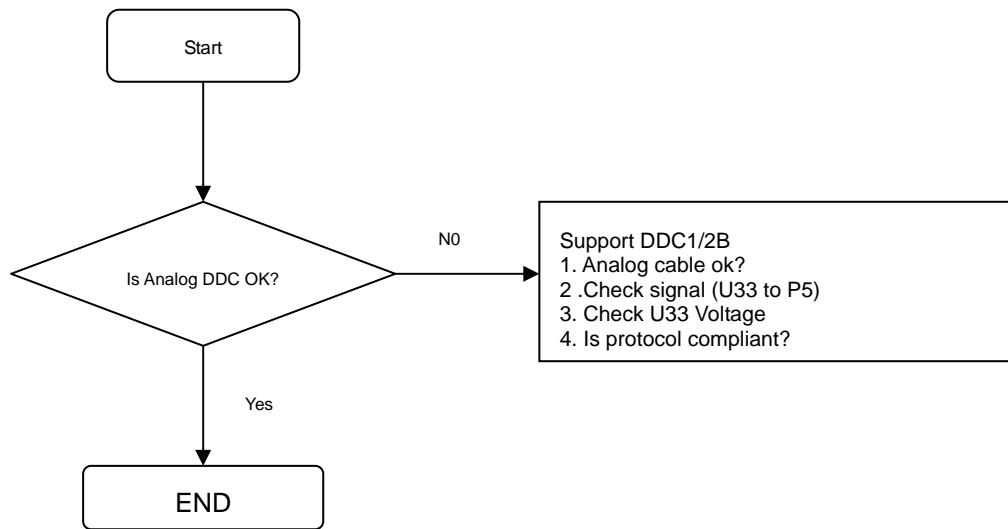 Start
Is Analog DDC OK?
N0
Support DDC1/2B
1. Analog cable ok?
2 .Check signal (U33 to P5)
3. Check U33 Voltage
4. Is protocol compliant?
Yes
END